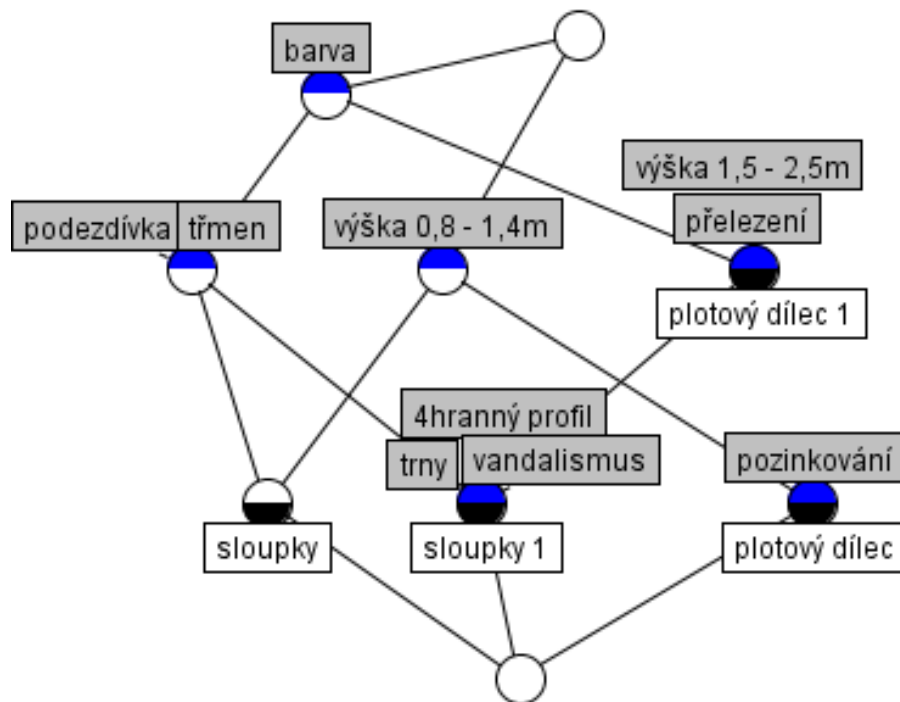 barva
výška 1,5 - 2,5m
podezdívka
třmen
výška 0,8 - 1,4m
přelezení
plotový dílec 1
4hranný profil
trny
vandalismus
pozinkování
sloupky
sloupky 1
plotový dílec